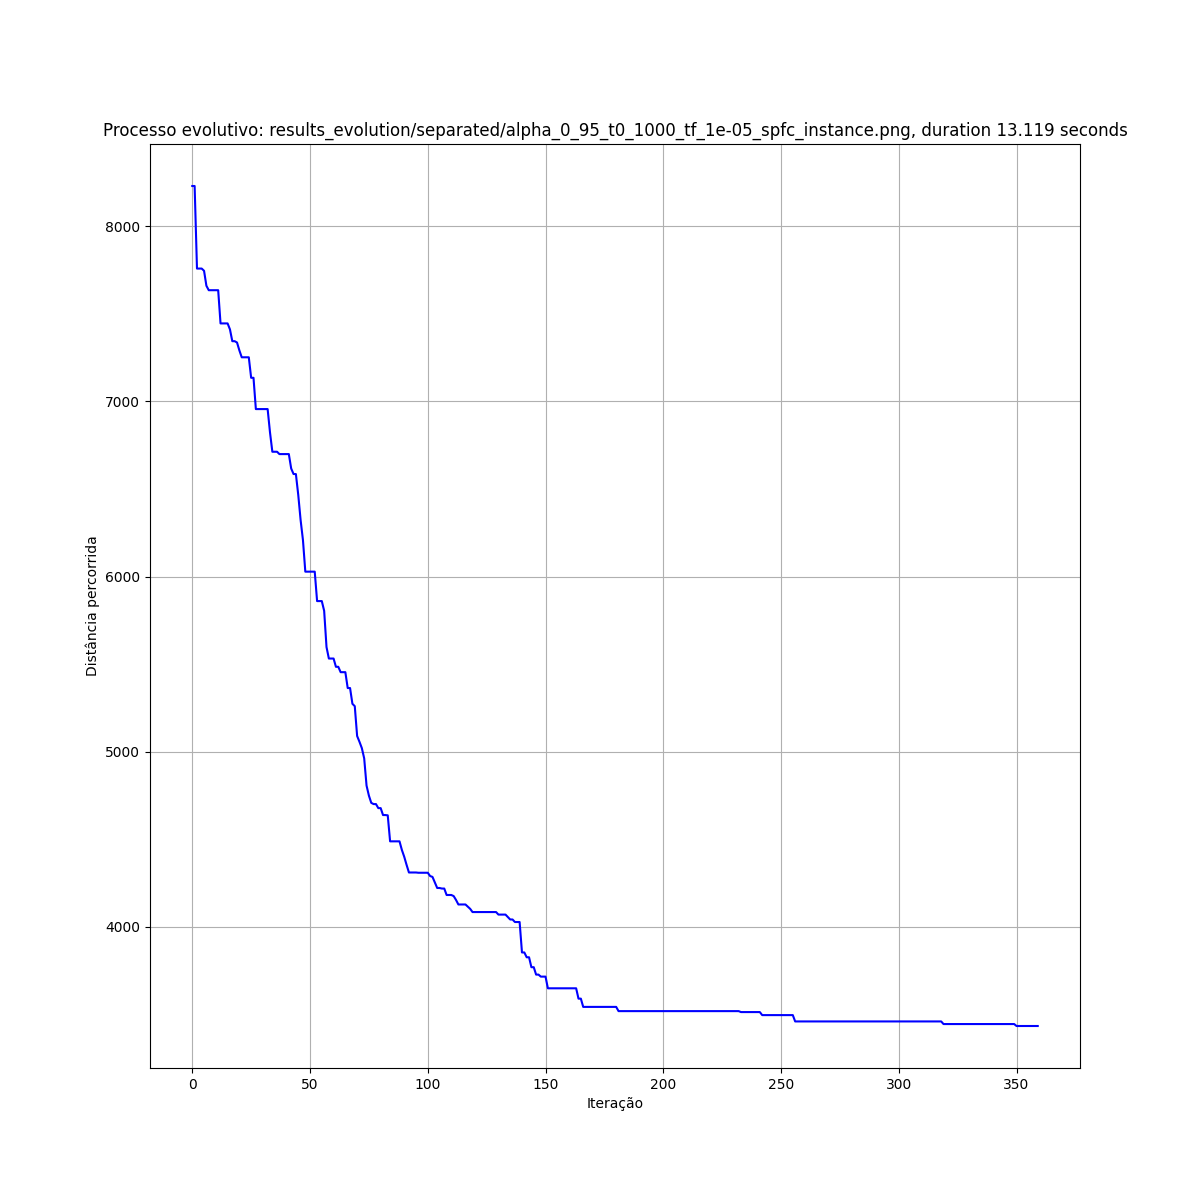 Processo evolutivo: results_evolution/separated/alpha_0_95_t0_1000_tf_1e-05_spfc_instance.png, duration 13.119 seconds
8000
7000
6000
5000
4000
Distância percorrida
0 50 100 150 200 250 300 350
Iteração